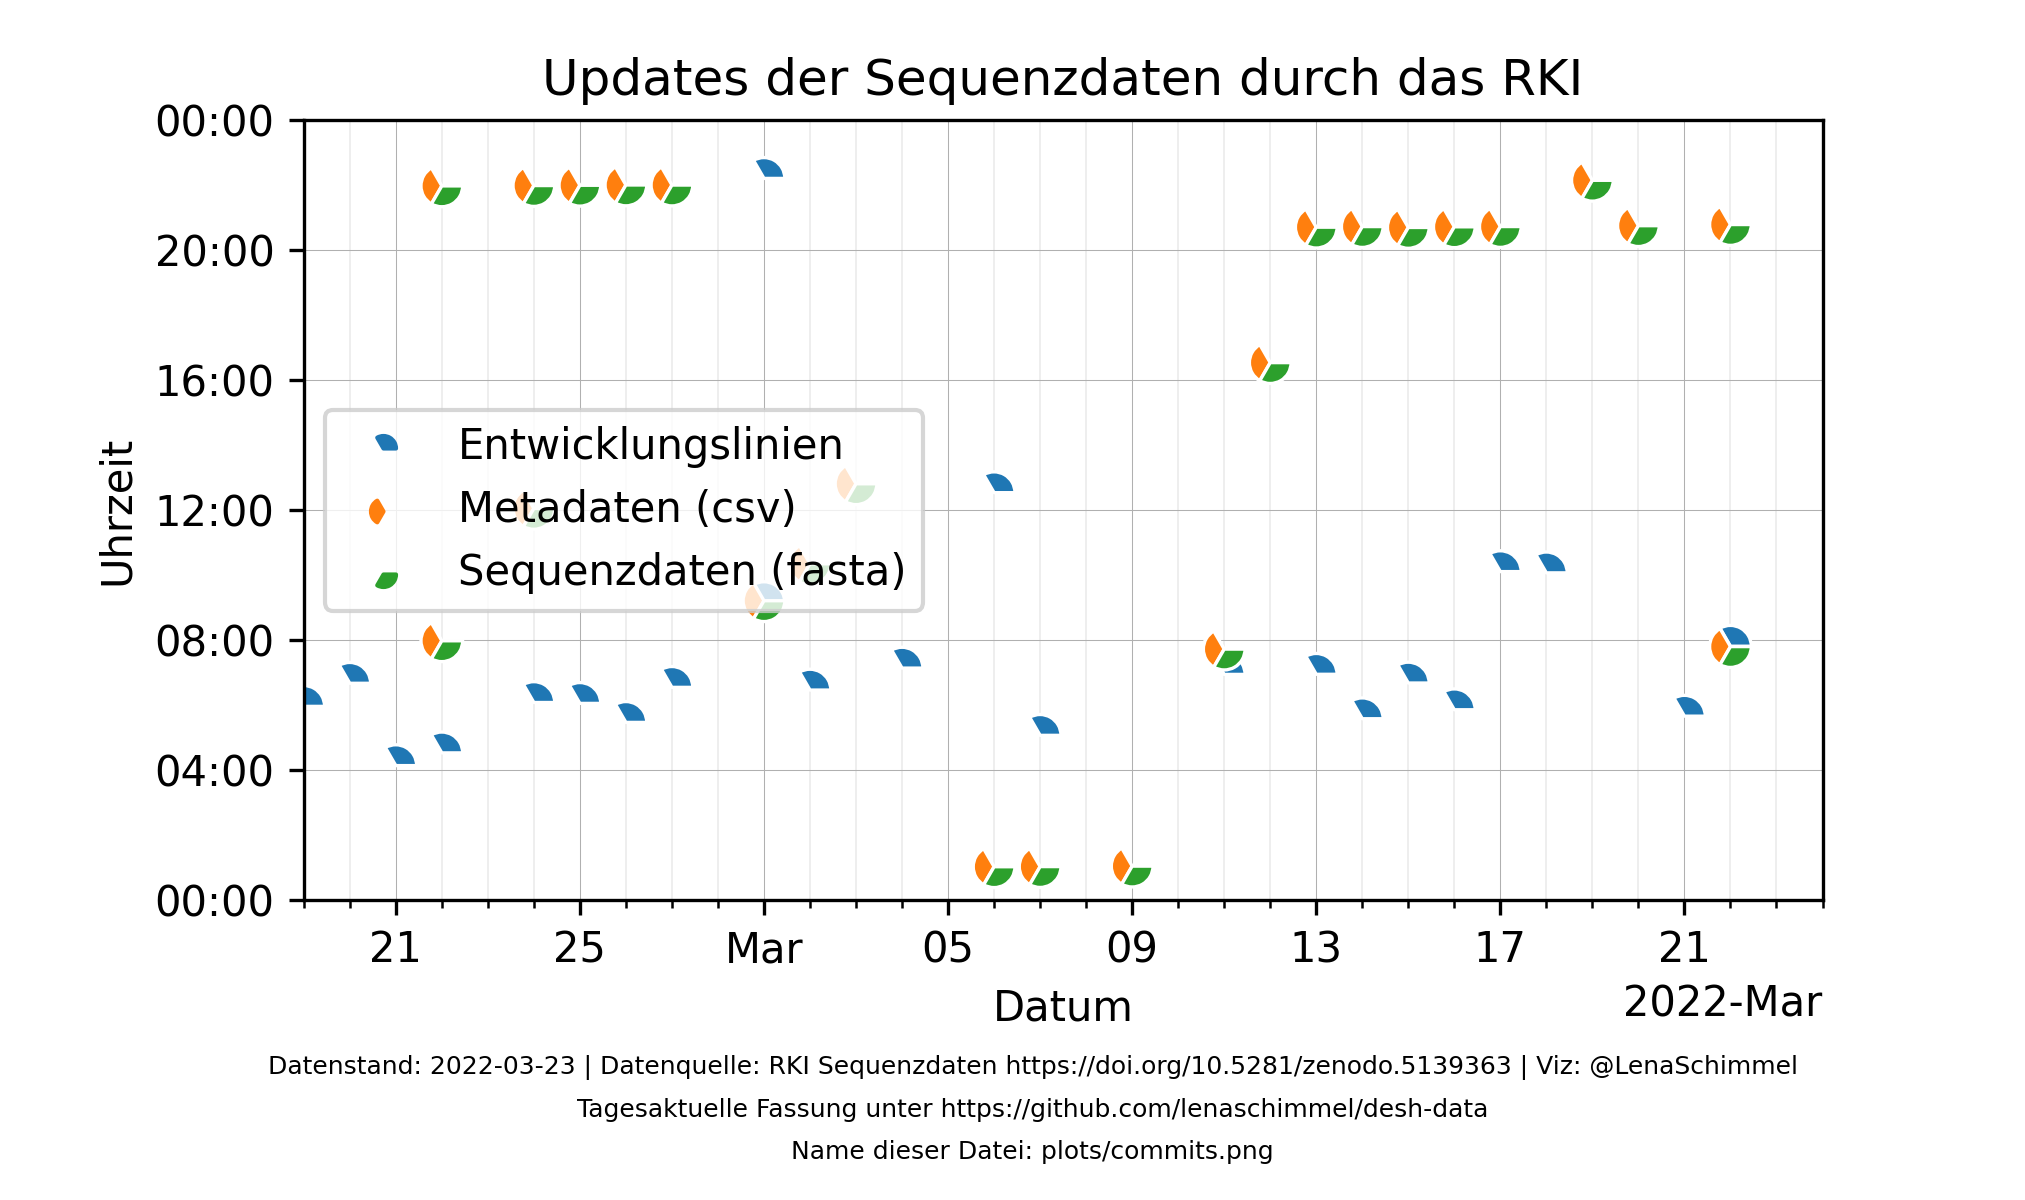 Updates der Sequenzdaten durch das RKI
00:00
20:00
16:00
12:00
08:00
04:00
00:00
Uhrzeit
Entwicklungslinien
Metadaten (csv)
Sequenzdaten (fasta)
21 25 Mar 05 09 13 17 21
Datum
2022-Mar
Datenstand: 2022-03-23 | Datenquelle: RKI Sequenzdaten https://doi.org/10.5281/zenodo.5139363 | Viz: @LenaSchimmel
Tagesaktuelle Fassung unter https://github.com/lenaschimmel/desh-data
Name dieser Datei: plots/commits.png